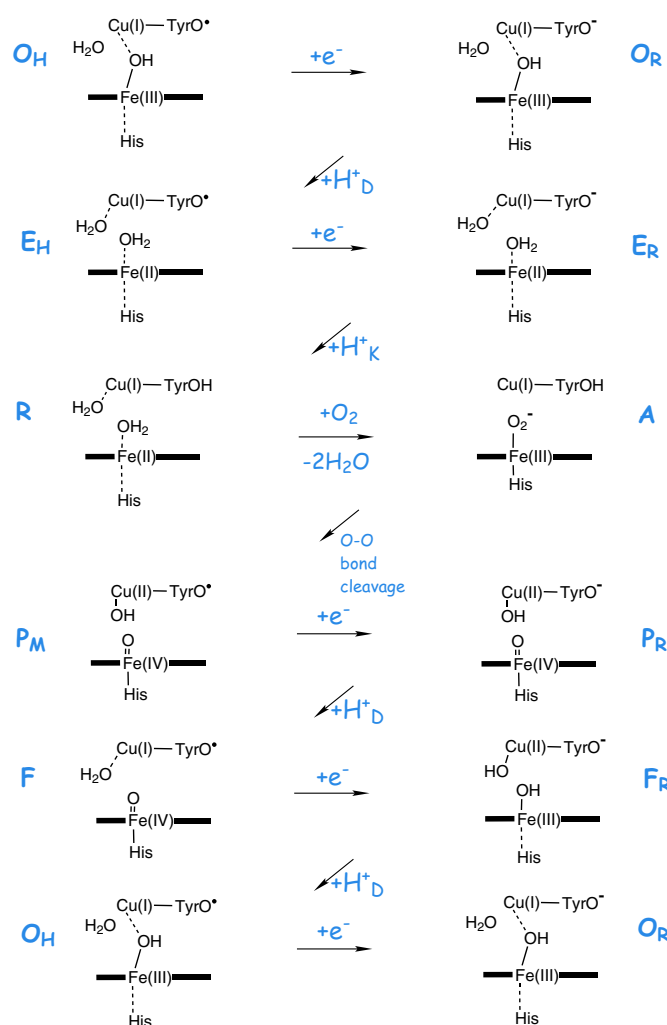 Cu(I)—TyrO• Cu(I)—TyrO⁻
O_H H₂O OH +e⁻ H₂O OH O_R
Fe(III) Fe(III)
His His
+H⁺_D
Cu(I)—TyrO• Cu(I)—TyrO⁻
H₂O H₂O
E_H OH₂ +e⁻ OH₂ E_R
Fe(II) Fe(II)
His His
+H⁺_K
Cu(I)—TyrOH Cu(I)—TyrOH
R H₂O +O₂ A
OH₂ O₂⁻
Fe(II) -2H₂O Fe(III)
His His
O-O
bond
cleavage
Cu(II)—TyrO• Cu(II)—TyrO⁻
OH OH
P_M O +e⁻ O P_R
Fe(IV) Fe(IV)
His His
+H⁺_D
Cu(I)—TyrO• Cu(II)—TyrO⁻
F H₂O +e⁻ HO F_R
O OH
Fe(IV) Fe(III)
His His
+H⁺_D
Cu(I)—TyrO• Cu(I)—TyrO⁻
O_H H₂O OH +e⁻ H₂O OH O_R
Fe(III) Fe(III)
His His